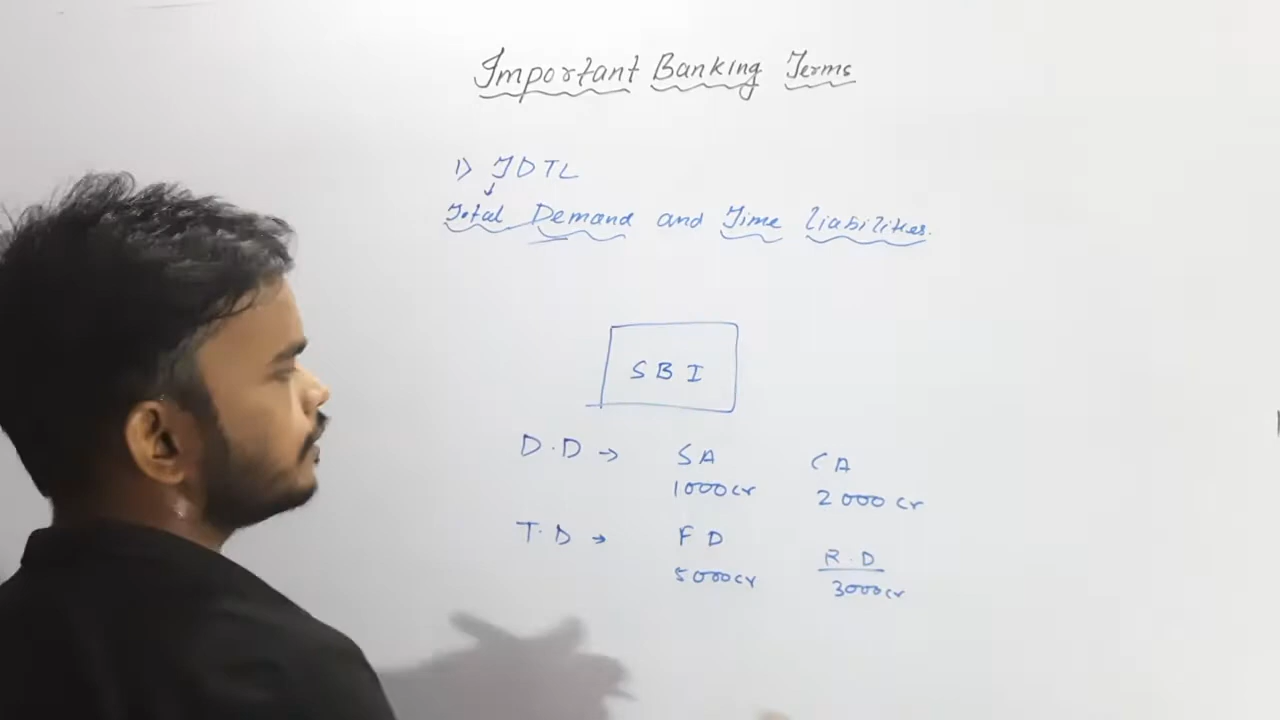 Important Banking Terms
1) TDTL
Total Demand and Time Liabilities.
SBI
D.D → SA CA
1000cr 2000 cr
T.D → FD R.D
5000cr 3000cr